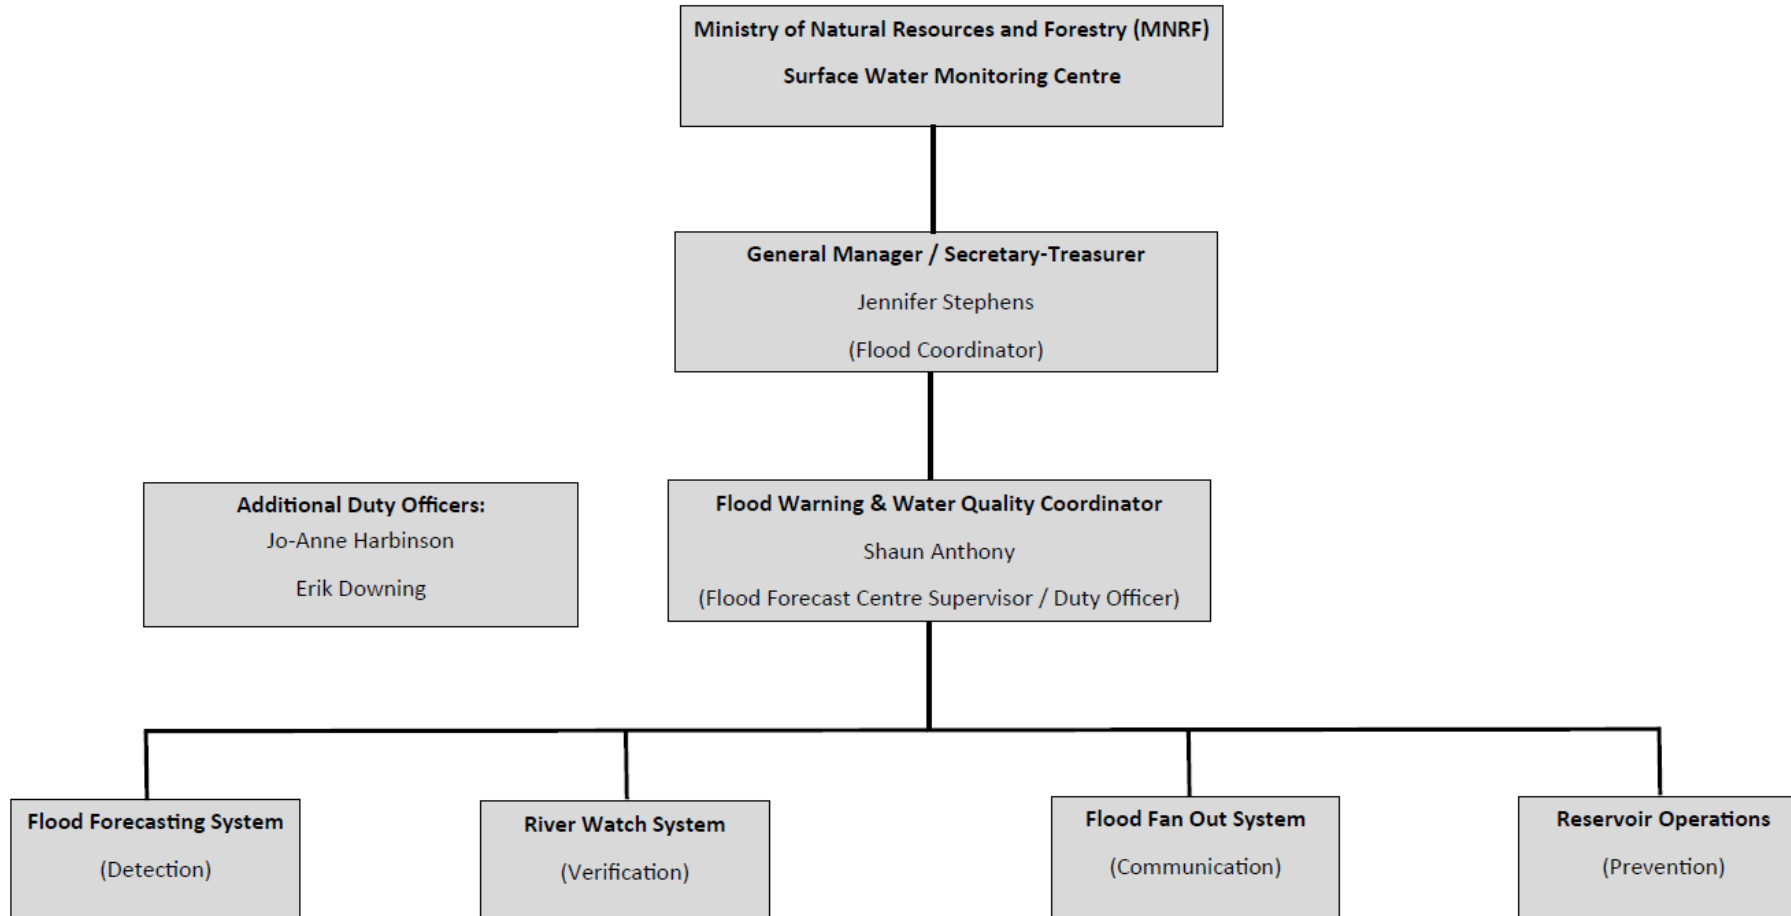 Ministry of Natural Resources and Forestry (MNRF)
Surface Water Monitoring Centre
General Manager / Secretary-Treasurer
Jennifer Stephens
(Flood Coordinator)
Additional Duty Officers:
Jo-Anne Harbinson
Erik Downing
Flood Warning & Water Quality Coordinator
Shaun Anthony
(Flood Forecast Centre Supervisor / Duty Officer)
Flood Forecasting System
(Detection)
River Watch System
(Verification)
Flood Fan Out System
(Communication)
Reservoir Operations
(Prevention)